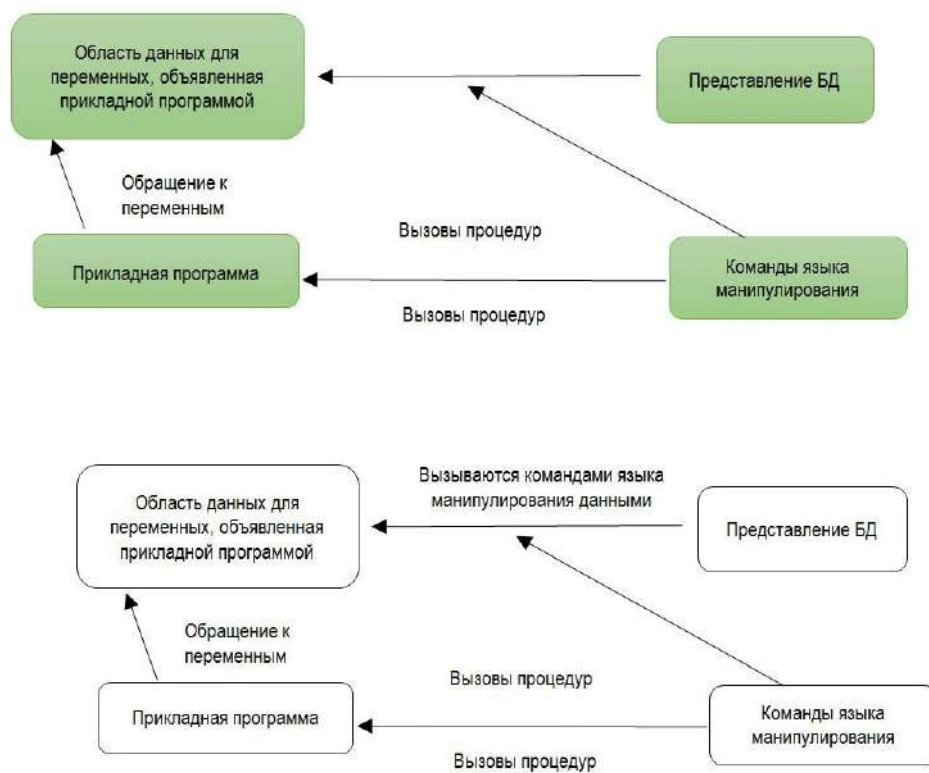 Область данных для
переменных, объявленная
прикладной программой
Представление БД
Обращение к
переменным
Вызовы процедур
Прикладная программа
Команды языка
манипулирования
Вызовы процедур
Вызываются командами языка
манипулирования данными
Область данных для
переменных, объявленная
прикладной программой
Представление БД
Обращение к
переменным
Вызовы процедур
Прикладная программа
Команды языка
манипулирования
Вызовы процедур